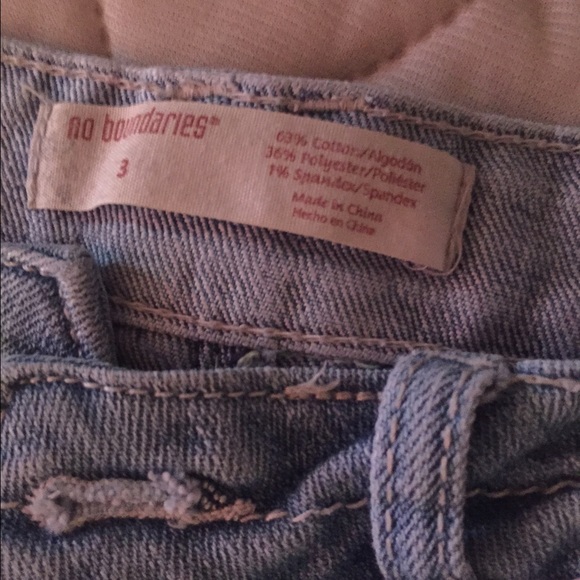 no boundaries®
3
63% Cotton/Algodón
36% Polyester/Poliéster
1% Spandex/Spandex
Made in China
Hecho en China